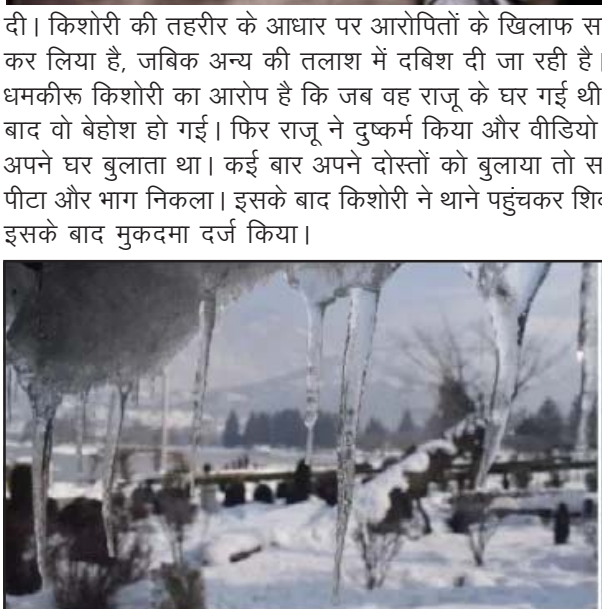 दी। किशोरी की तहरीर के आधार पर आरोपितों के खिलाफ स
कर लिया है, जबिक अन्य की तलाश में दबिश दी जा रही है।
धमकीरू किशोरी का आरोप है कि जब वह राजू के घर गई थी
बाद वो बेहोश हो गई। फिर राजू ने दुष्कर्म किया और वीडियो
अपने घर बुलाता था। कई बार अपने दोस्तों को बुलाया तो स
पीटा और भाग निकला। इसके बाद किशोरी ने थाने पहुंचकर
इसके बाद मुकदमा दर्ज किया।